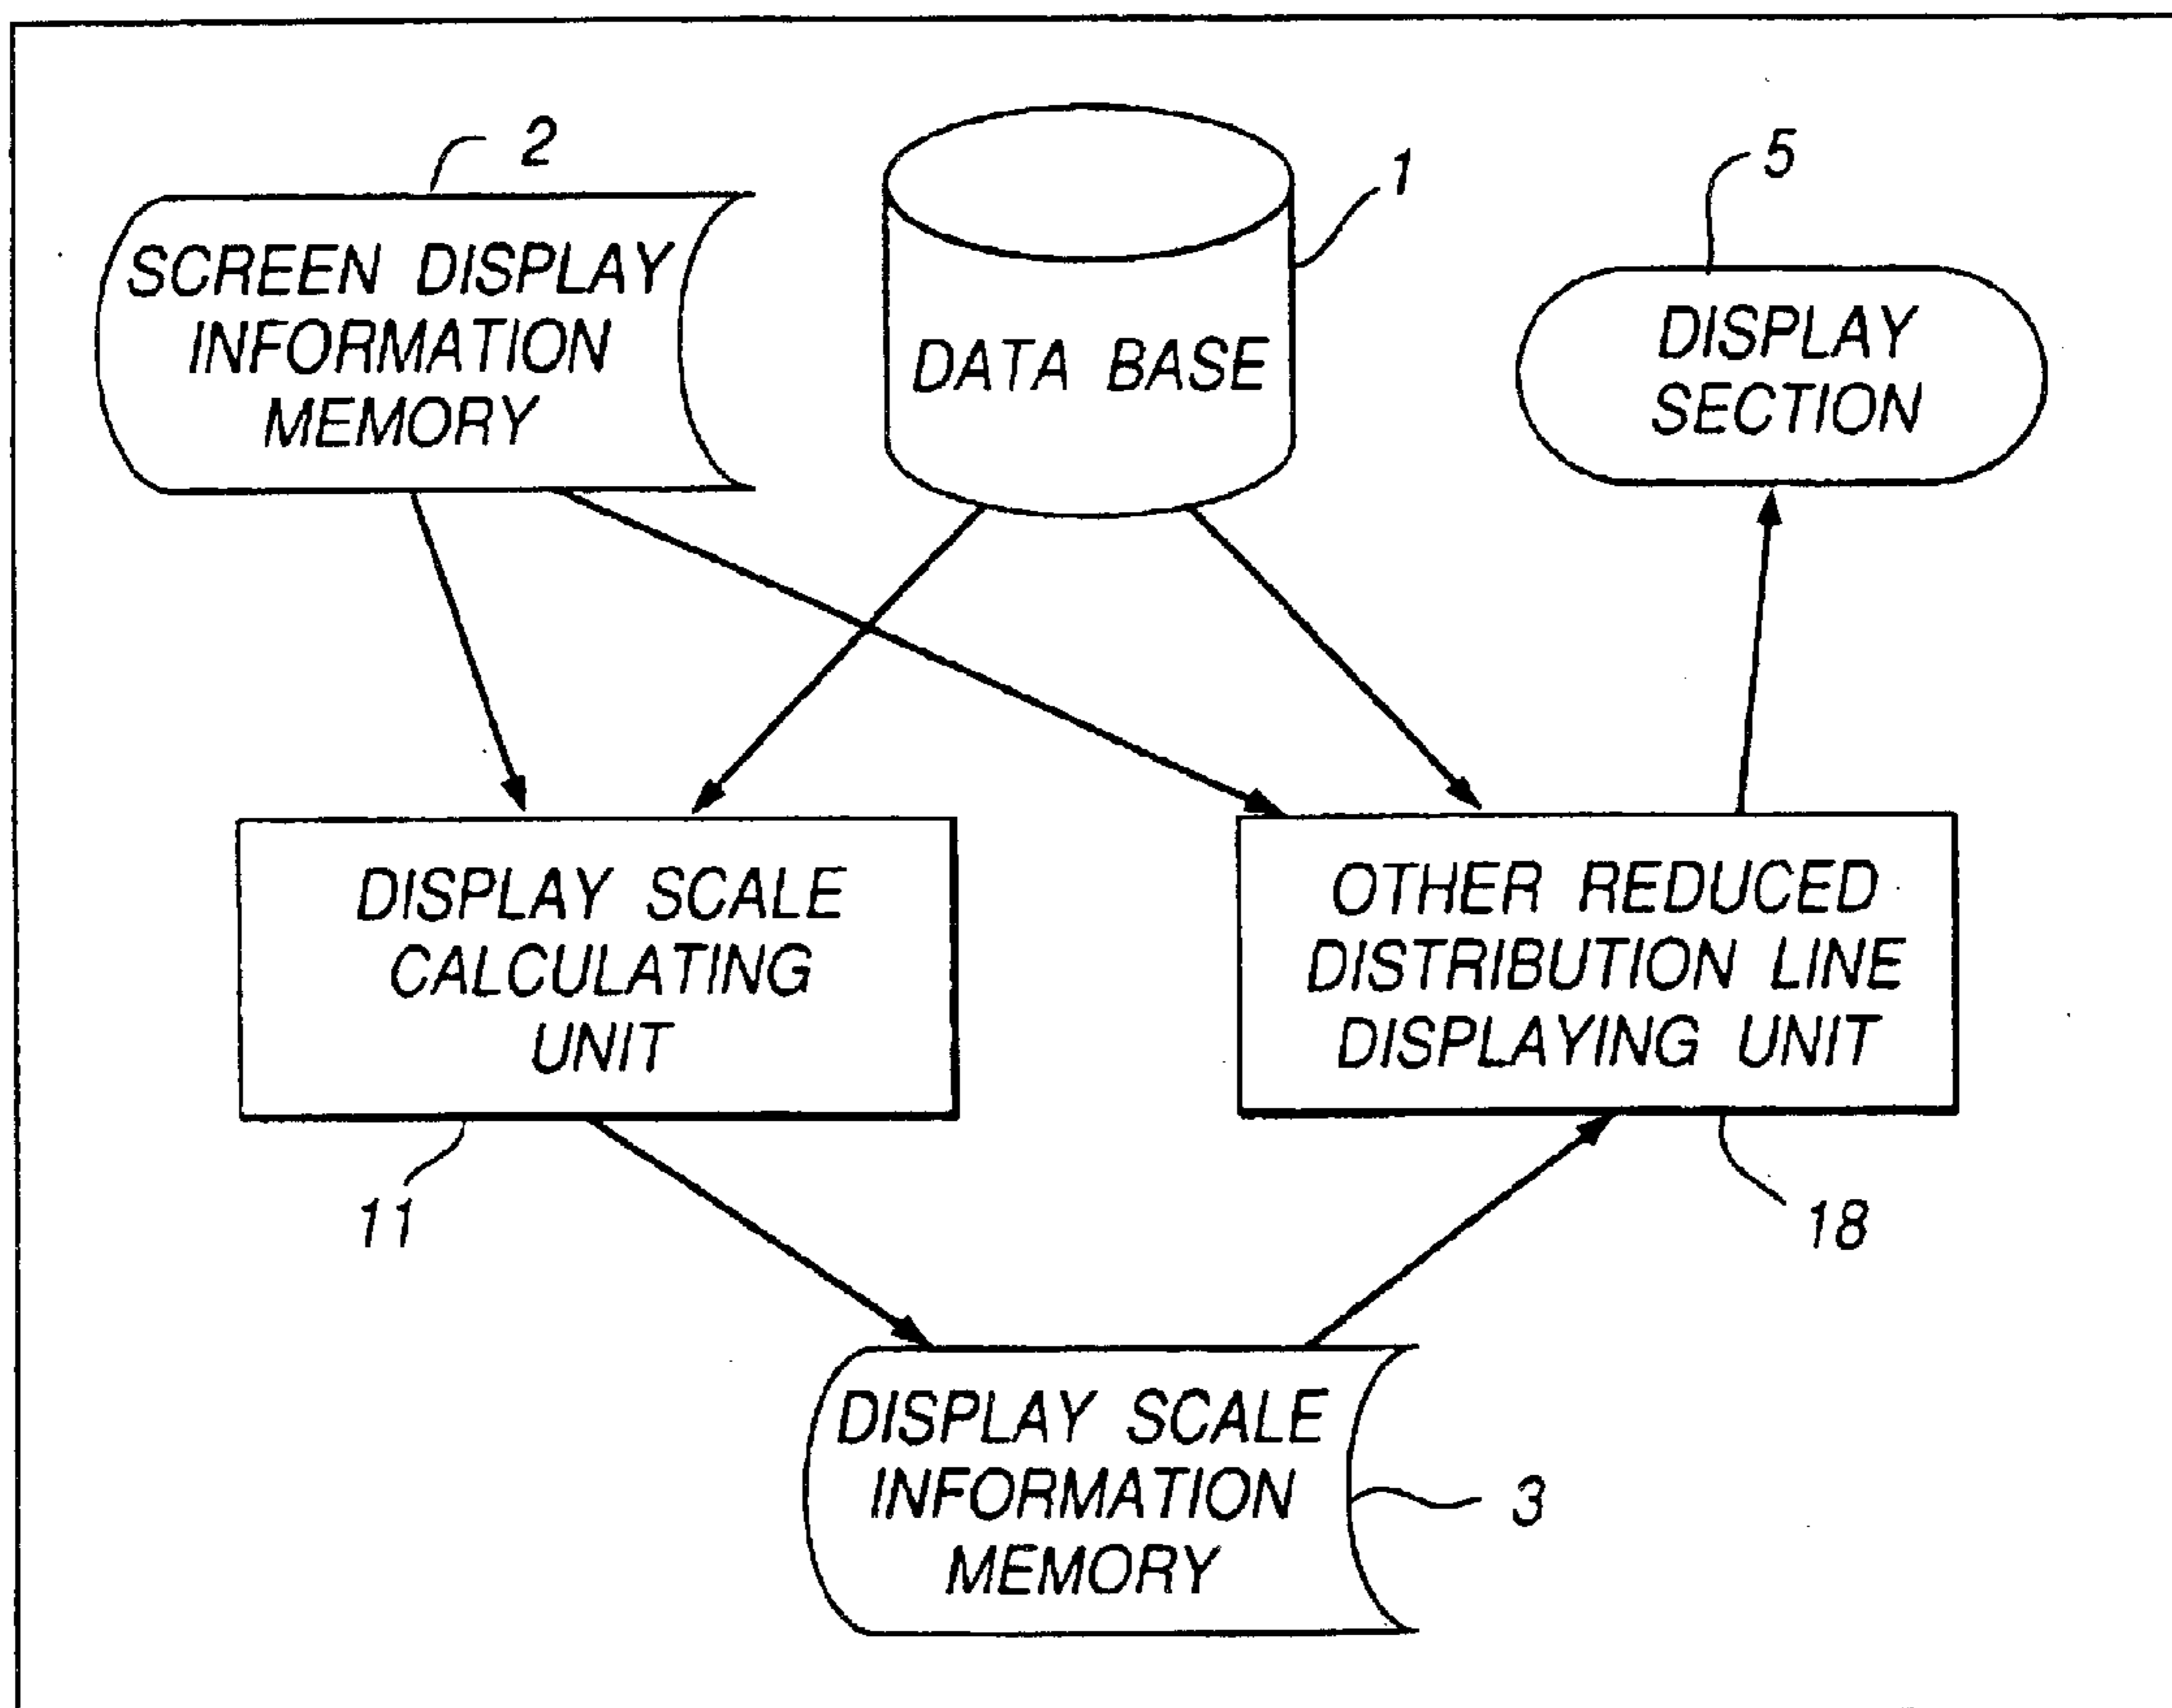 2
SCREEN DISPLAY
INFORMATION
MEMORY
1
DATA BASE
5
DISPLAY
SECTION
DISPLAY SCALE
CALCULATING
UNIT
11
OTHER REDUCED
DISTRIBUTION LINE
DISPLAYING UNIT
18
DISPLAY SCALE
INFORMATION
MEMORY
3